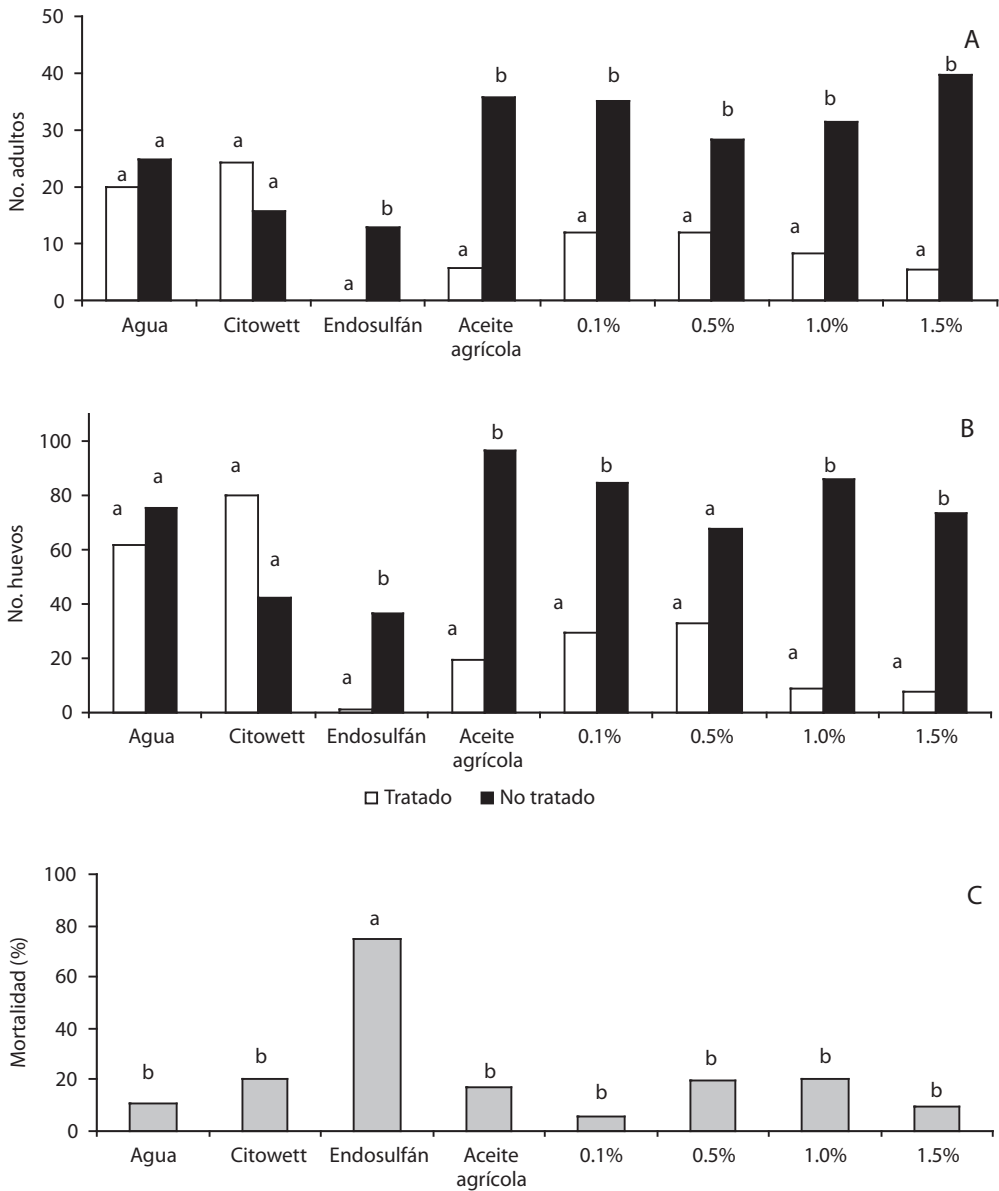 50
A
b
b
b
40
b
b
No. adultos
30
a
a
a
b
20
a
a
a
a
10
a
a
a
0
Agua
Citowett
Endosulfán
Aceite
agrícola
0.1%
0.5%
1.0%
1.5%
B
100
b
b
b
b
a
a
a
80
a
No. huevos
60
a
b
a
a
40
a
a
a
a
20
0
Agua
Citowett
Endosulfán
Aceite
agrícola
0.1%
0.5%
1.0%
1.5%
Tratado
No tratado
100
C
a
80
Mortalidad (%)
60
40
b
b
b
b
b
b
b
20
0
Agua
Citowett
Endosulfán
Aceite
agrícola
0.1%
0.5%
1.0%
1.5%